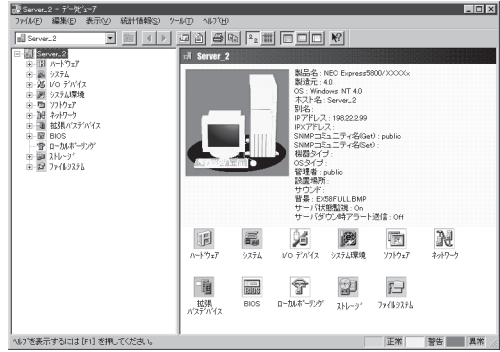 Server_2 - ﾃﾞｰﾀﾋﾞｭｰｱ
ﾌｧｲﾙ(F) 編集(E) 表示(V) 統計情報(S) ﾂｰﾙ(T) ﾍﾙﾌﾟ(H)
Server_2
Server_2
ﾊｰﾄﾞｳｪｱ
ｼｽﾃﾑ
I/O ﾃﾞﾊﾞｲｽ
ｼｽﾃﾑ環境
ｿﾌﾄｳｪｱ
ﾈｯﾄﾜｰｸ
拡張ﾊﾞｽﾃﾞﾊﾞｲｽ
BIOS
ﾛｰｶﾙﾎﾟｰﾘﾝｸﾞ
ｽﾄﾚｰｼﾞ
ﾌｧｲﾙｼｽﾃﾑ
Server_2
製品名 : NEC Express5800/XXXXx
製造元 : 4.0
OS : Windows NT 4.0
ホスト名 : Server_2
別名 :
IPアドレス : 198.22.2.99
IPXアドレス :
SNMPコミュニティ名(Get) : public
SNMPコミュニティ名(Set) :
機器タイプ :
OSタイプ :
管理者 : public
設置場所 :
サウンド :
背景 : EX58FULL.BMP
サーバ状態監視 : On
サーバダウン時アラート送信 : Off
ﾊｰﾄﾞｳｪｱ ｼｽﾃﾑ I/O ﾃﾞﾊﾞｲｽ ｼｽﾃﾑ環境 ｿﾌﾄｳｪｱ ﾈｯﾄﾜｰｸ
拡張ﾊﾞｽﾃﾞﾊﾞｲｽ BIOS ﾛｰｶﾙﾎﾟｰﾘﾝｸﾞ ｽﾄﾚｰｼﾞ ﾌｧｲﾙｼｽﾃﾑ
ﾍﾙﾌﾟを表示するには [F1] を押してください。 正常 警告 異常